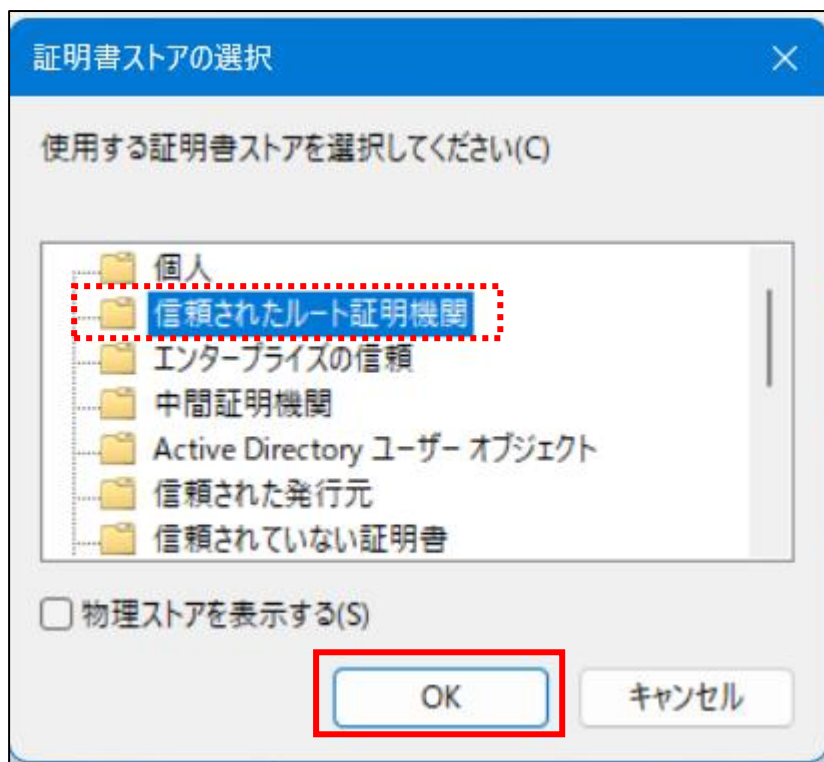 証明書ストアの選択
使用する証明書ストアを選択してください(C)
個人
信頼されたルート証明機関
エンタープライズの信頼
中間証明機関
Active Directory ユーザー オブジェクト
信頼された発行元
信頼されていない証明書
物理ストアを表示する(S)
OK キャンセル